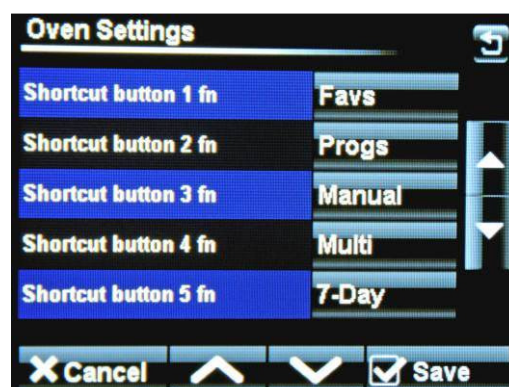 Oven Settings
Shortcut button 1 fn Favs
Shortcut button 2 fn Progs
Shortcut button 3 fn Manual
Shortcut button 4 fn Multi
Shortcut button 5 fn 7-Day
Cancel Save